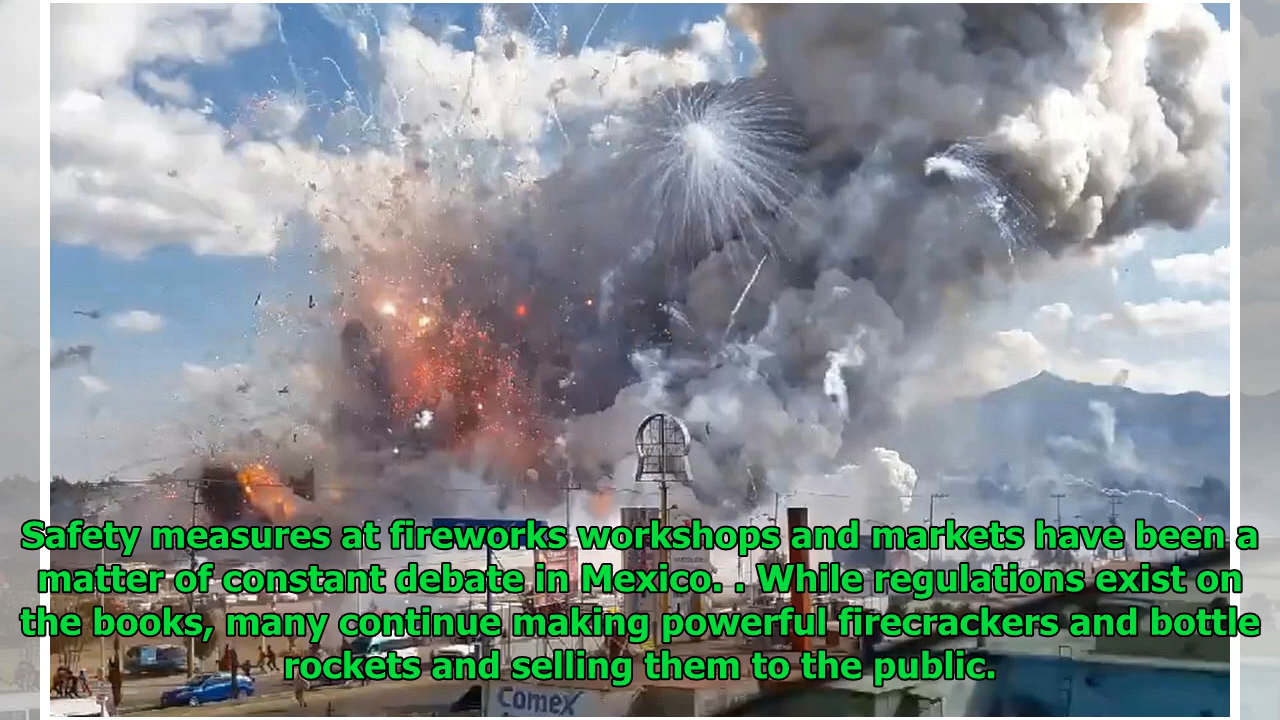 Safety measures at fireworks workshops and markets have been a
matter of constant debate in Mexico. . While regulations exist on
the books, many continue making powerful firecrackers and bottle
rockets and selling them to the public.
Comex